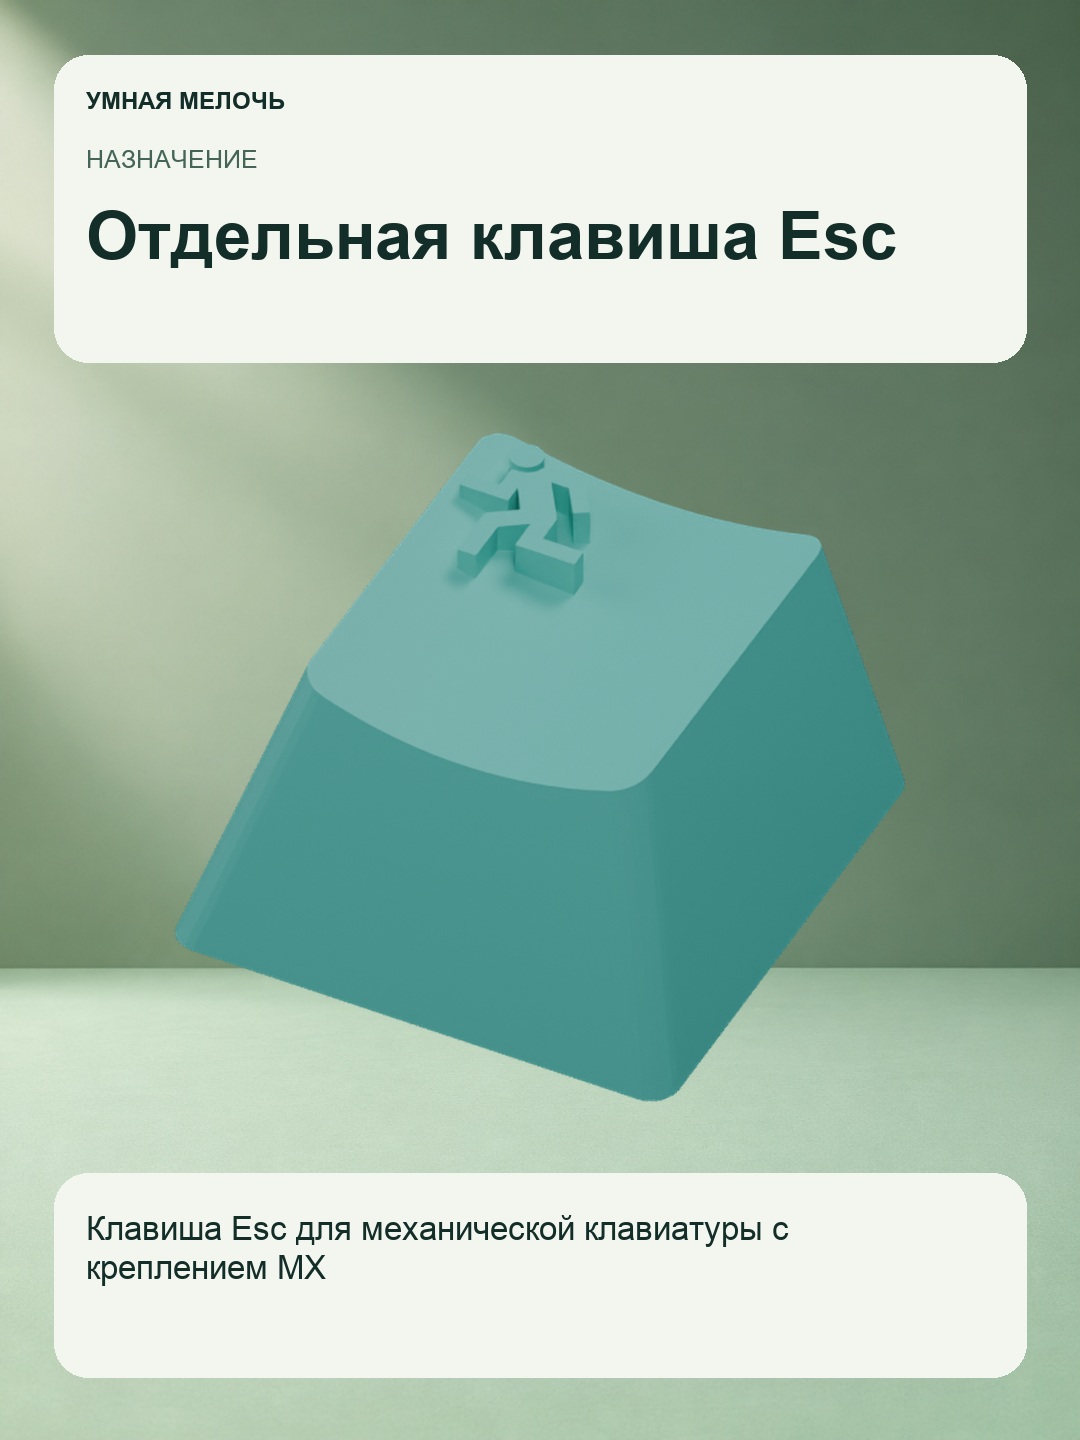 УМНАЯ МЕЛОЧЬ
НАЗНАЧЕНИЕ
Отдельная клавиша Esc
Клавиша Esc для механической клавиатуры с
креплением MX